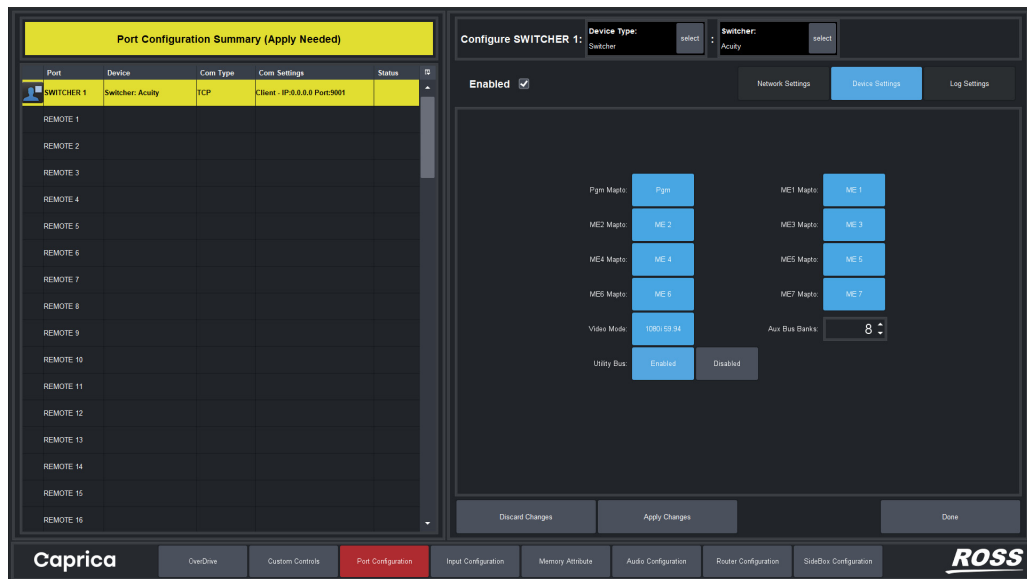 Port Configuration Summary (Apply Needed)
Port Device Com Type Com Settings Status
SWITCHER 1 Switcher: Acuity TCP Client - IP:0.0.0.0 Port:9001
REMOTE 1
REMOTE 2
REMOTE 3
REMOTE 4
REMOTE 5
REMOTE 6
REMOTE 7
REMOTE 8
REMOTE 9
REMOTE 10
REMOTE 11
REMOTE 12
REMOTE 13
REMOTE 14
REMOTE 15
REMOTE 16
Configure SWITCHER 1: Device Type: Switcher select : Switcher: Acuity select
Enabled Network Settings Device Settings Log Settings
Pgm Mapto: Pgm ME1 Mapto: ME 1
ME2 Mapto: ME 2 ME3 Mapto: ME 3
ME4 Mapto: ME 4 ME5 Mapto: ME 5
ME6 Mapto: ME 6 ME7 Mapto: ME 7
Video Mode: 1080i 59.94 Aux Bus Banks: 8
Utility Bus: Enabled Disabled
Discard Changes Apply Changes Done
Caprica OverDrive Custom Controls Port Configuration Input Configuration Memory Attribute Audio Configuration Router Configuration SideBox Configuration ROSS